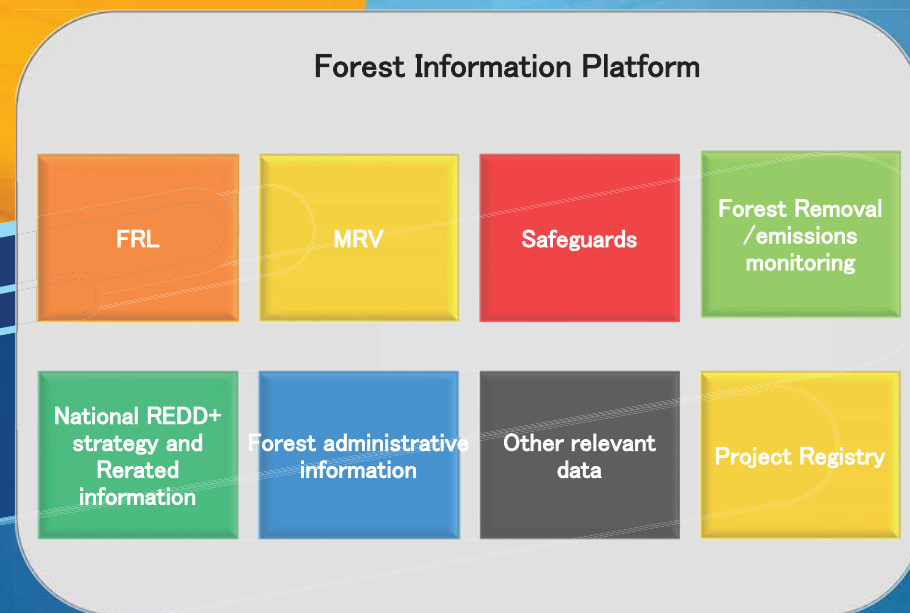 Forest Information Platform
FRL
MRV
Safeguards
Forest Removal
/emissions
monitoring
National REDD+
strategy and
Rerated
information
Forest administrative
information
Other relevant
data
Project Registry